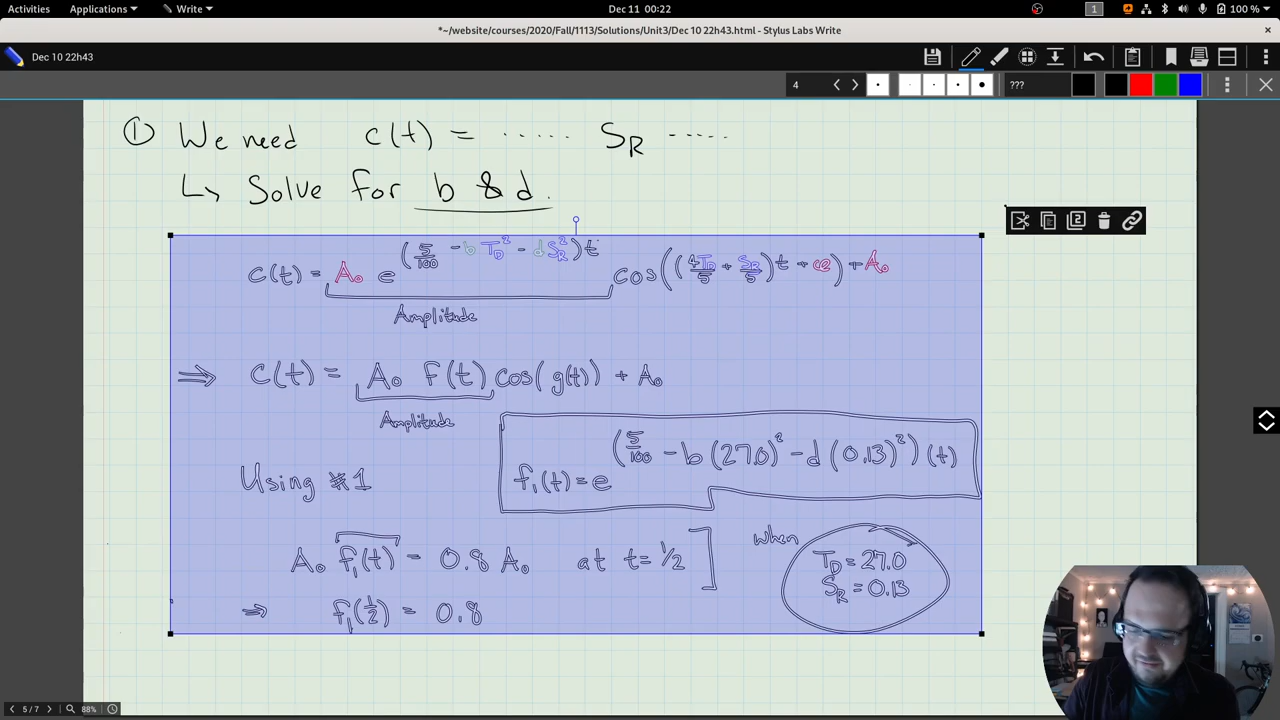 Activities Applications Write Dec 11 00:22 1 100 %
*~/website/courses/2020/Fall/1113/Solutions/Unit3/Dec 10 22h43.html - Stylus Labs Write
Dec 10 22h43
4 ???
① We need c(t) = ...... S_R .....
↳ Solve for b & d.
c(t) = A₀ e^((5/100 - b T_D² - d S_R²)t) cos((4T_D/5 + S_R/5)t + φ) + A₀
Amplitude
⇒ C(t) = A₀ f(t) cos(g(t)) + A₀
Amplitude
f₁(t) = e^((5/100 - b(27.0)² - d(0.13)²)(t))
Using #1
A₀ f₁(t) = 0.8 A₀ at t=½ ] when T_D = 27.0
S_R = 0.13
⇒ f₁(½) = 0.8
5 / 7 88%